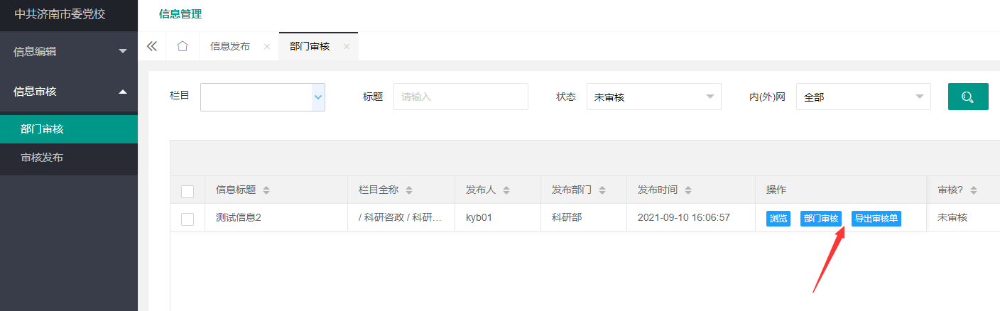 中共济南市委党校
信息管理
信息编辑
信息发布
部门审核
信息审核
栏目
标题 请输入
状态 未审核
内(外)网 全部
部门审核
审核发布
信息标题 栏目全称 发布人 发布部门 发布时间 操作 审核?
测试信息2 / 科研咨政 / 科研... kyb01 科研部 2021-09-10 16:06:57 浏览 部门审核 导出审核单 未审核